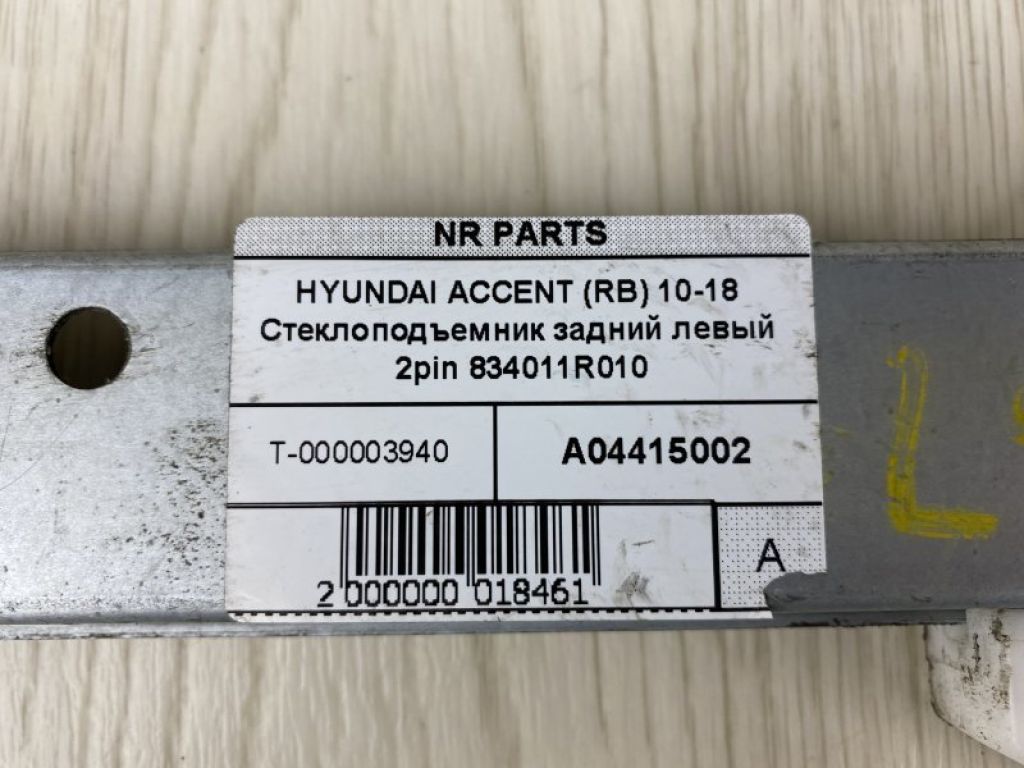 NR PARTS
HYUNDAI ACCENT (RB) 10-18
Стеклоподъемник задний левый
2pin 834011R010
T-000003940
A04415002
A
2 000000 018461
L